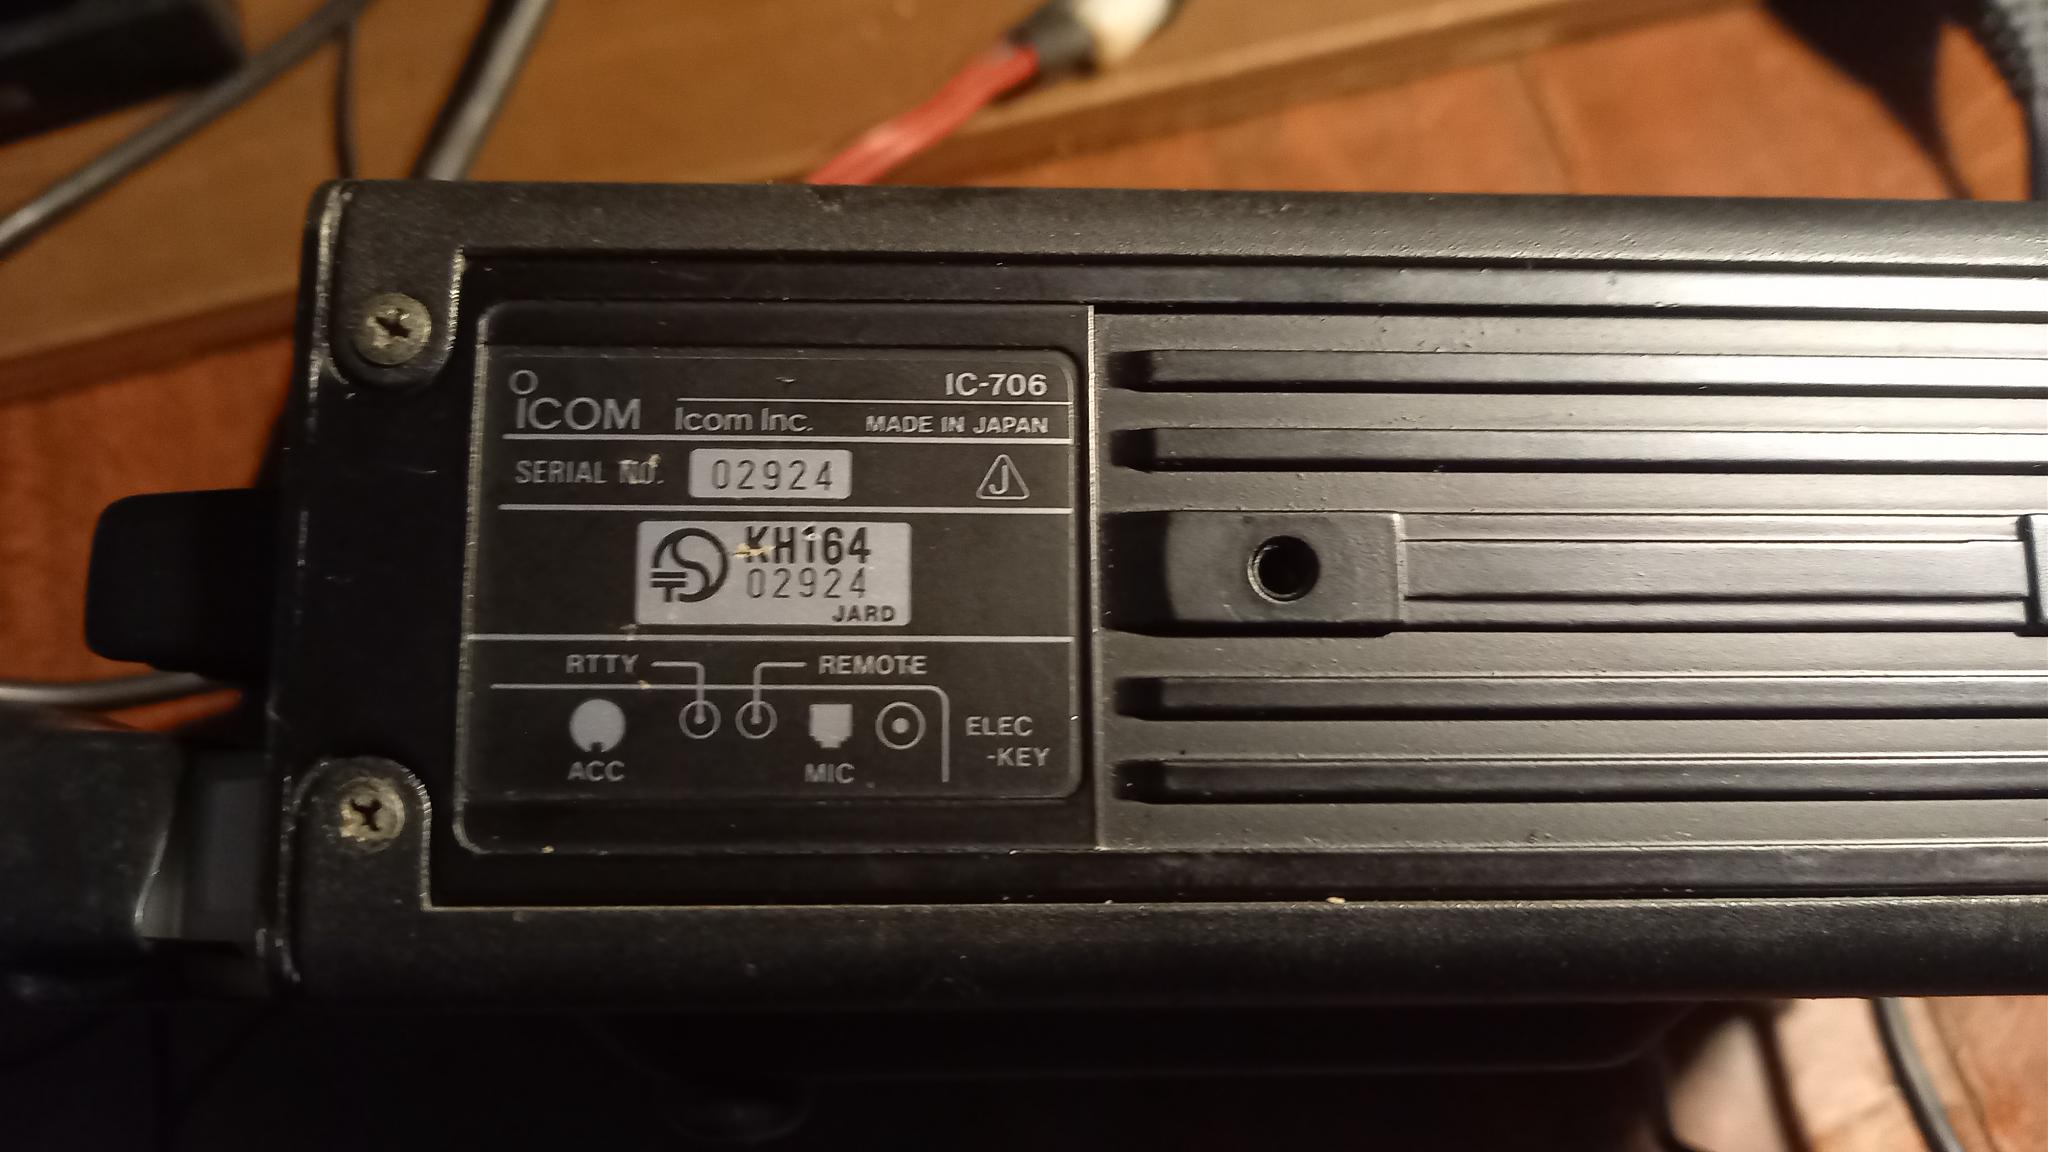 IC-706
ICOM Icom Inc. MADE IN JAPAN
SERIAL NO. 02924 J
KH164
02924
JARD
RTTY REMOTE
ELEC
-KEY
ACC MIC